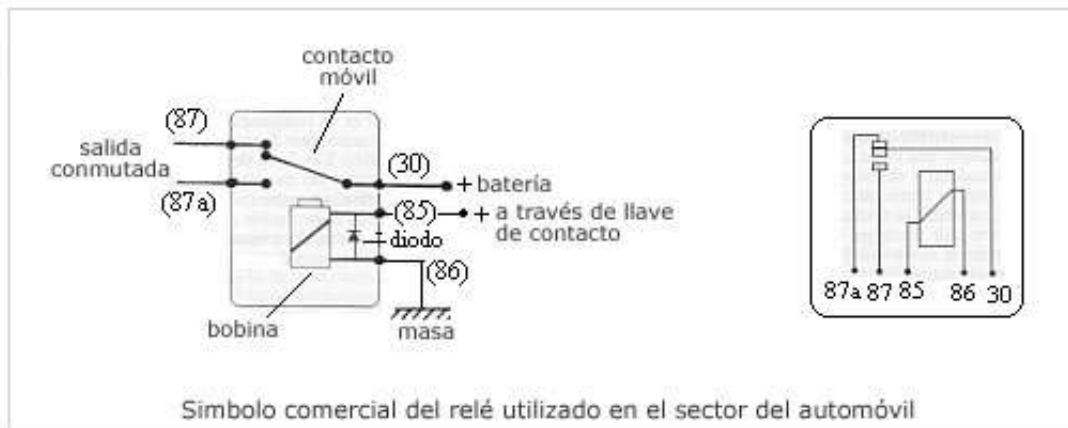 contacto
móvil
(87)
salida
conmutada
(87a)
(30)
+ batería
(85)
+ a través de llave
de contacto
diodo
(86)
bobina
masa
87a 87 85 86 30
Simbolo comercial del relé utilizado en el sector del automóvil